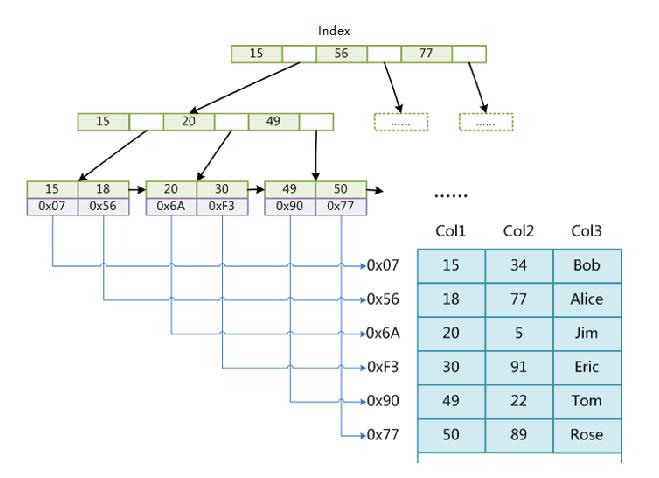 Index
15 56 77
15 20 49 ...... ......
15 18 20 30 49 50
0x07 0x56 0x6A 0xF3 0x90 0x77
......
Col1 Col2 Col3
0x07 15 34 Bob
0x56 18 77 Alice
0x6A 20 5 Jim
0xF3 30 91 Eric
0x90 49 22 Tom
0x77 50 89 Rose